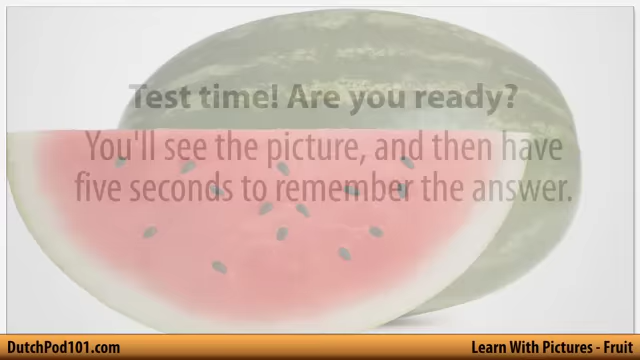 Test time! Are you ready?
You'll see the picture, and then have
five seconds to remember the answer.
DutchPod101.com
Learn With Pictures - Fruit